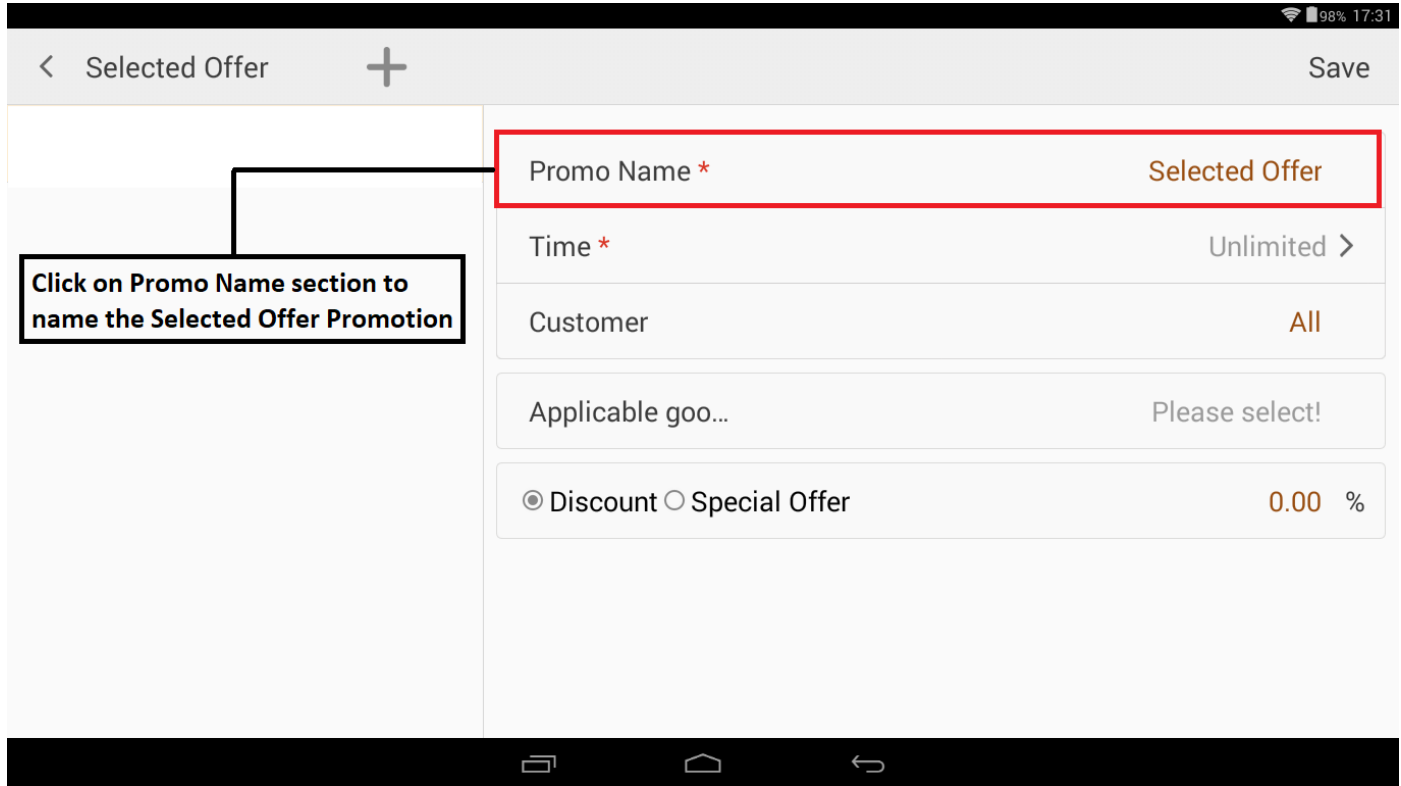 98% 17:31
Selected Offer
Save
Promo Name *
Selected Offer
Time *
Unlimited
Click on Promo Name section to
name the Selected Offer Promotion
Customer
All
Applicable goo...
Please select!
Discount Special Offer
0.00 %